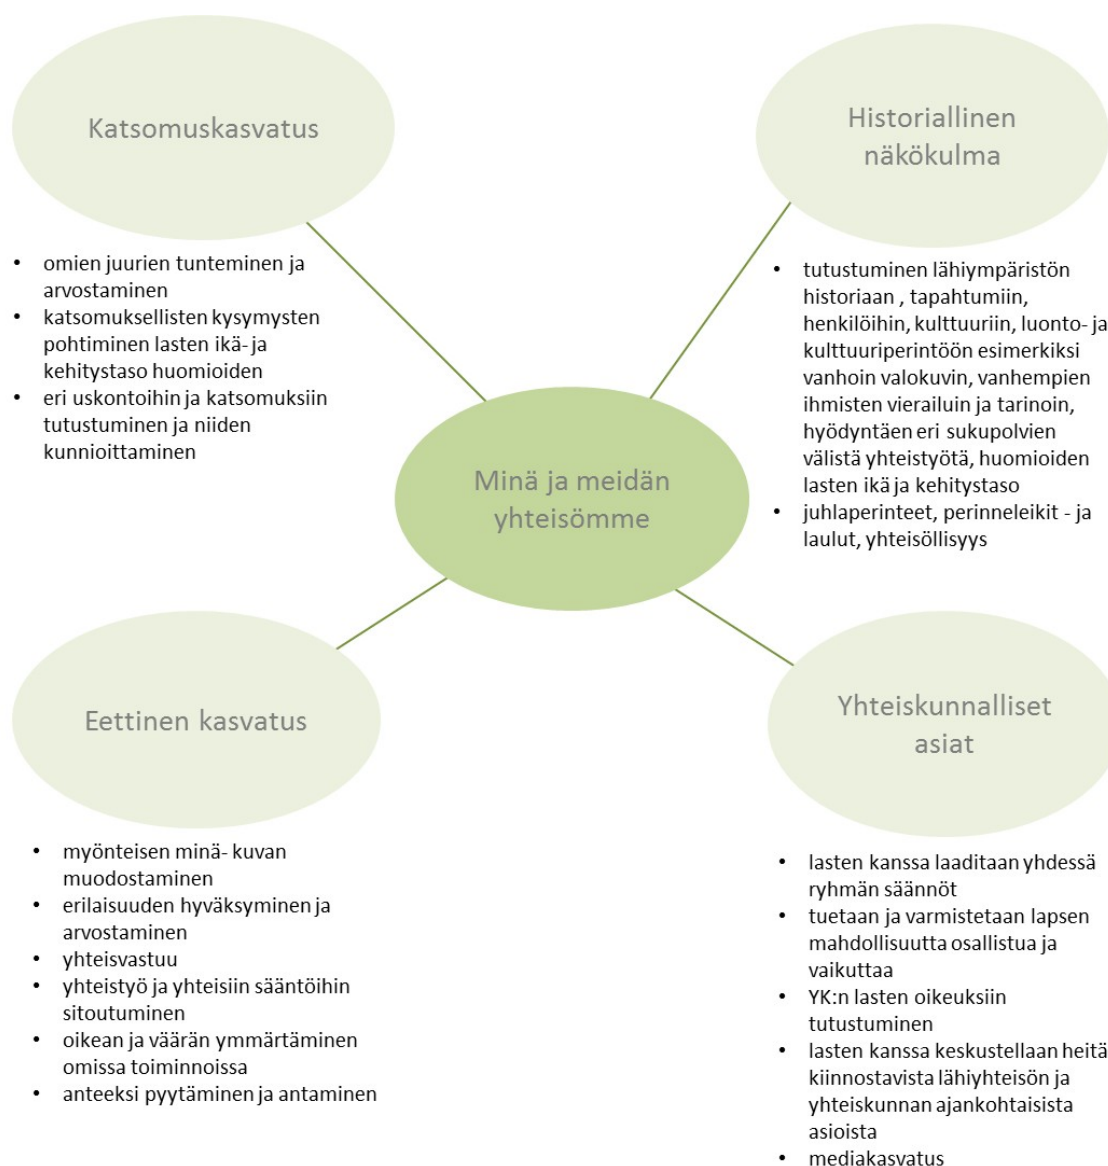 Katsomuskasvatus
• omien juurien tunteminen ja
arvostaminen
• katsomuksellisten kysymysten
pohtiminen lasten ikä- ja
kehitystaso huomioiden
• eri uskontoihin ja katsomuksiin
tutustuminen ja niiden
kunnioittaminen
Historiallinen
näkökulma
• tutustuminen lähiympäristön
historiaan , tapahtumiin,
henkilöihin, kulttuuriin, luonto- ja
kulttuuriperintöön esimerkiksi
vanhoin valokuvin, vanhempien
ihmisten vierailuin ja tarinoin,
hyödyntäen eri sukupolvien
välistä yhteistyötä, huomioiden
lasten ikä ja kehitystaso
• juhlaperinteet, perinneleikit - ja
laulut, yhteisöllisyys
Minä ja meidän
yhteisömme
Eettinen kasvatus
• myönteisen minä- kuvan
muodostaminen
• erilaisuuden hyväksyminen ja
arvostaminen
• yhteisvastuu
• yhteistyö ja yhteisiin sääntöihin
sitoutuminen
• oikean ja väärän ymmärtäminen
omissa toiminnoissa
• anteeksi pyytäminen ja antaminen
Yhteiskunnalliset
asiat
• lasten kanssa laaditaan yhdessä
ryhmän säännöt
• tuetaan ja varmistetaan lapsen
mahdollisuutta osallistua ja
vaikuttaa
• YK:n lasten oikeuksiin
tutustuminen
• lasten kanssa keskustellaan heitä
kiinnostavista lähiyhteisön ja
yhteiskunnan ajankohtaisista
asioista
• mediakasvatus